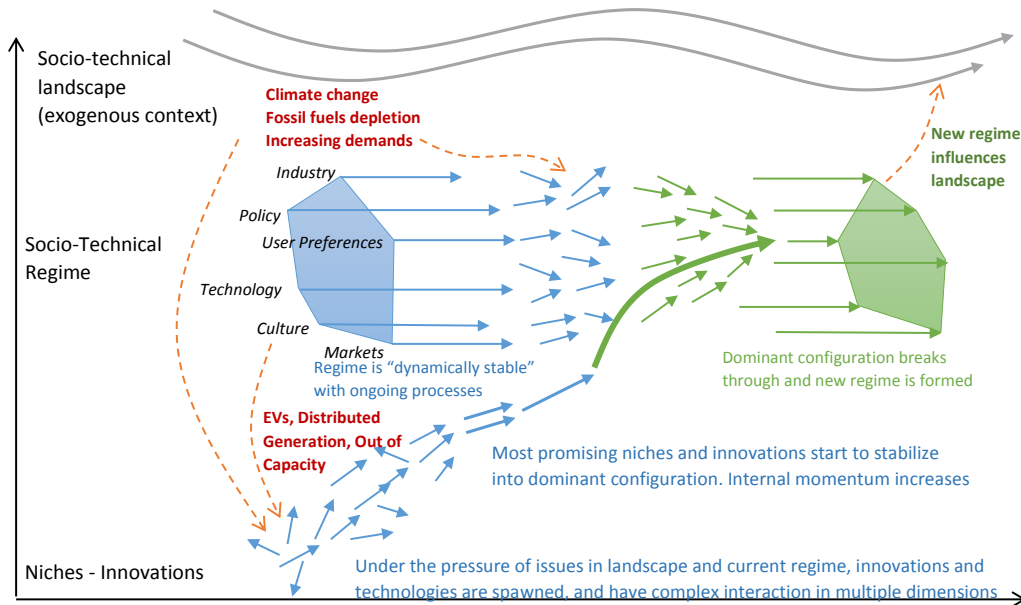 Socio-technical
landscape
(exogenous context)
Climate change
Fossil fuels depletion
Increasing demands
New regime
influences
landscape
Industry
Policy
User Preferences
Socio-Technical
Regime
Technology
Culture
Markets
Regime is “dynamically stable”
with ongoing processes
Dominant configuration breaks
through and new regime is formed
EVs, Distributed
Generation, Out of
Capacity
Most promising niches and innovations start to stabilize
into dominant configuration. Internal momentum increases
Niches - Innovations
Under the pressure of issues in landscape and current regime, innovations and
technologies are spawned, and have complex interaction in multiple dimensions